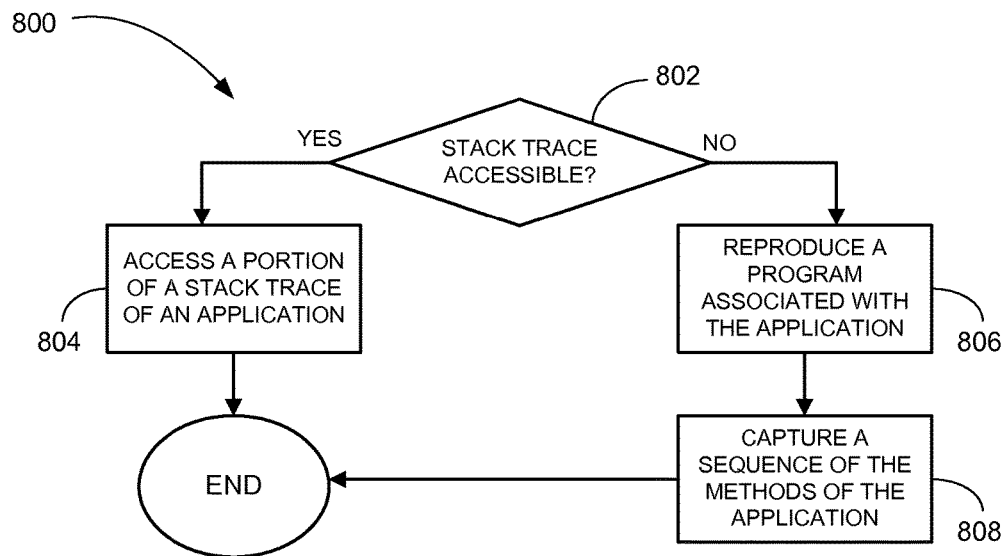 800
802
YES
STACK TRACE
ACCESSIBLE?
NO
ACCESS A PORTION
OF A STACK TRACE
OF AN APPLICATION
804
REPRODUCE A
PROGRAM
ASSOCIATED WITH
THE APPLICATION
806
END
CAPTURE A
SEQUENCE OF THE
METHODS OF THE
APPLICATION
808